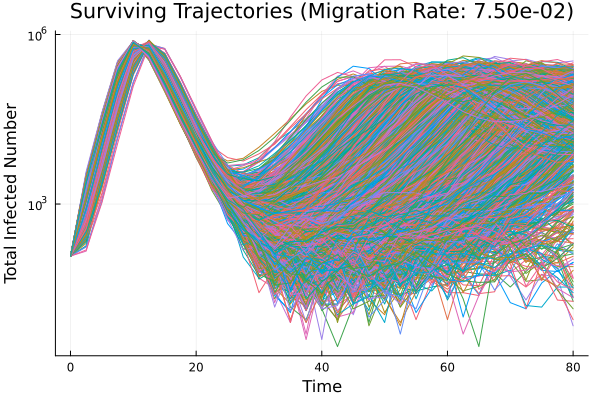 Surviving Trajectories (Migration Rate: 7.50e-02)
Total Infected Number
10⁶
10³
0 20 40 60 80
Time